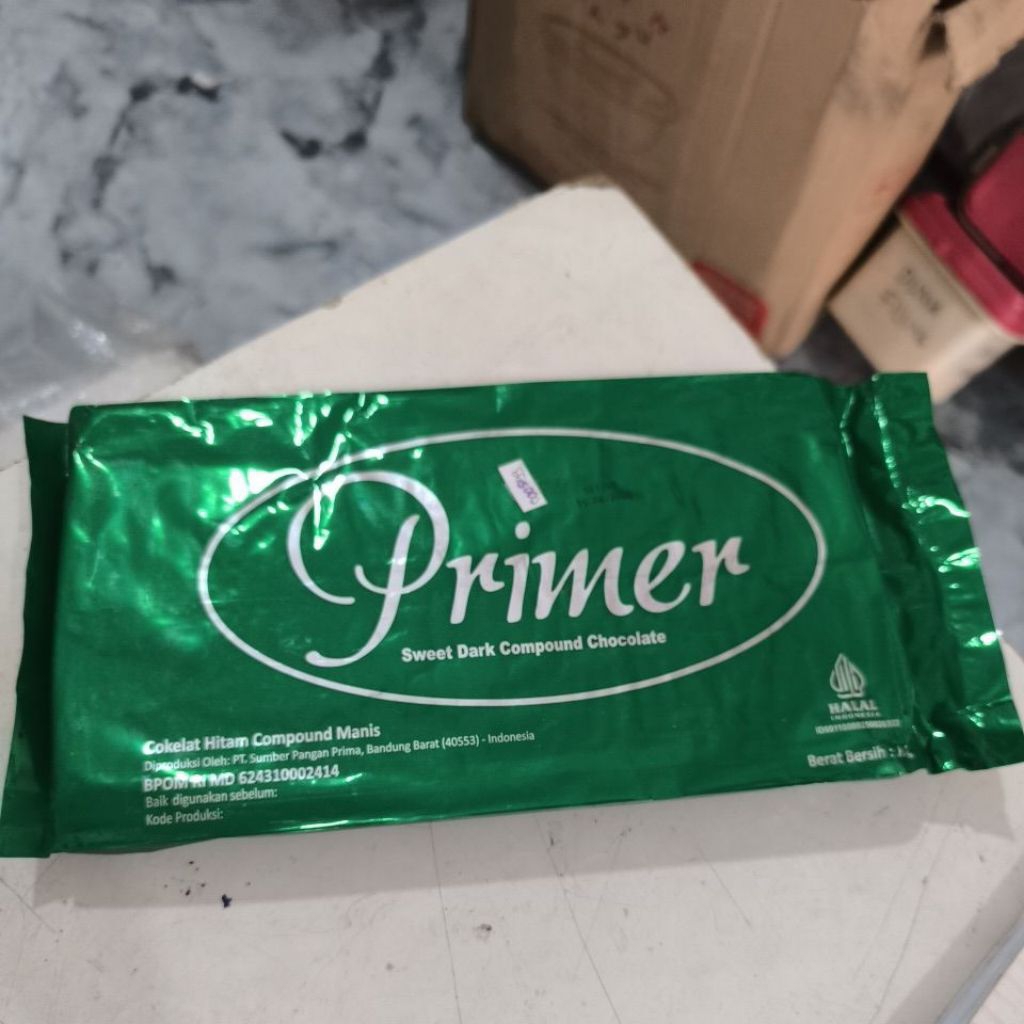 Primer
Sweet Dark Compound Chocolate
HALAL
INDONESIA
Cokelat Hitam Compound Manis
Diproduksi Oleh: PT. Sumber Pangan Prima, Bandung Barat (40553) - Indonesia
BPOM RI MD 624310002414
Baik digunakan sebelum:
Kode Produksi:
Berat Bersih :